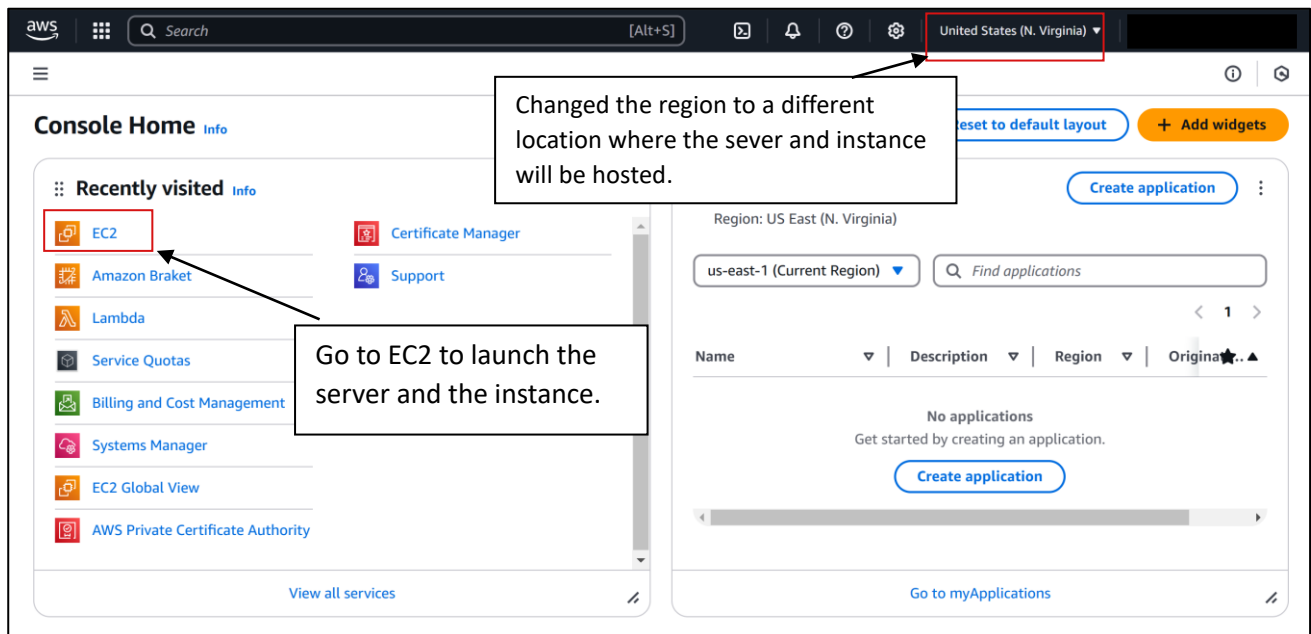 aws
Search [Alt+S] United States (N. Virginia)
Changed the region to a different
location where the sever and instance
will be hosted.
Console Home Info
to default layout + Add widgets
Recently visited Info
Create application
Region: US East (N. Virginia)
EC2
Certificate Manager
Amazon Braket
Support
us-east-1 (Current Region) Find applications
Lambda
1
Go to EC2 to launch the
server and the instance.
Service Quotas
Name Description Region
Billing and Cost Management
No applications
Get started by creating an application.
Systems Manager
Create application
EC2 Global View
AWS Private Certificate Authority
View all services
Go to myApplications